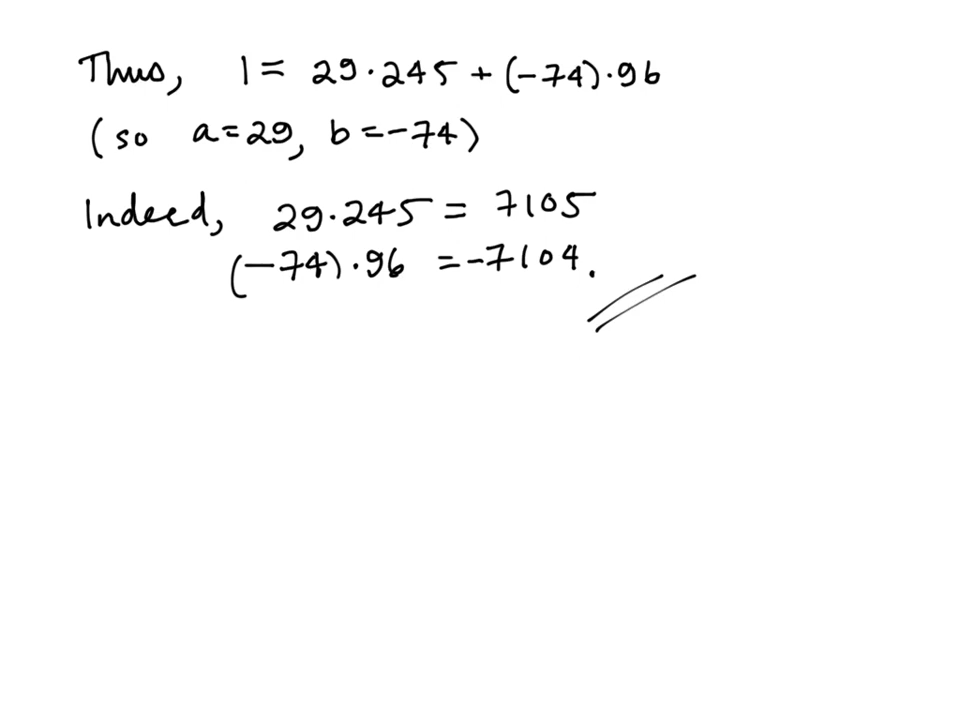 Thus, 1 = 29·245 + (-74)·96
(so a=29, b=-74)
Indeed, 29·245 = 7105
(-74)·96 = -7104.